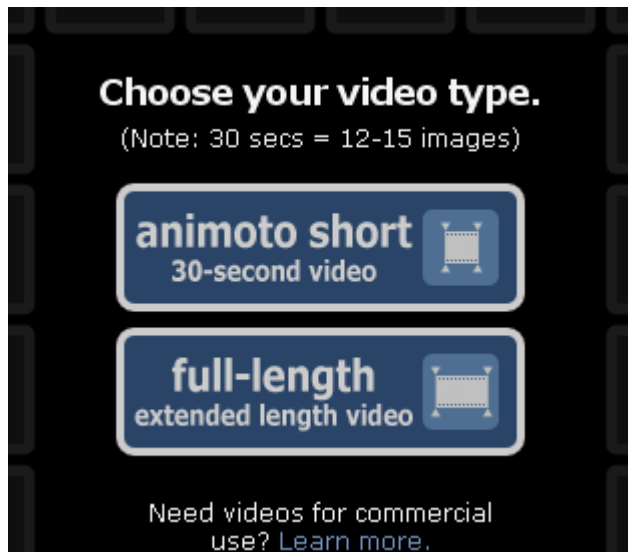 Choose your video type.
(Note: 30 secs = 12-15 images)
animoto short
30-second video
full-length
extended length video
Need videos for commercial
use? Learn more.